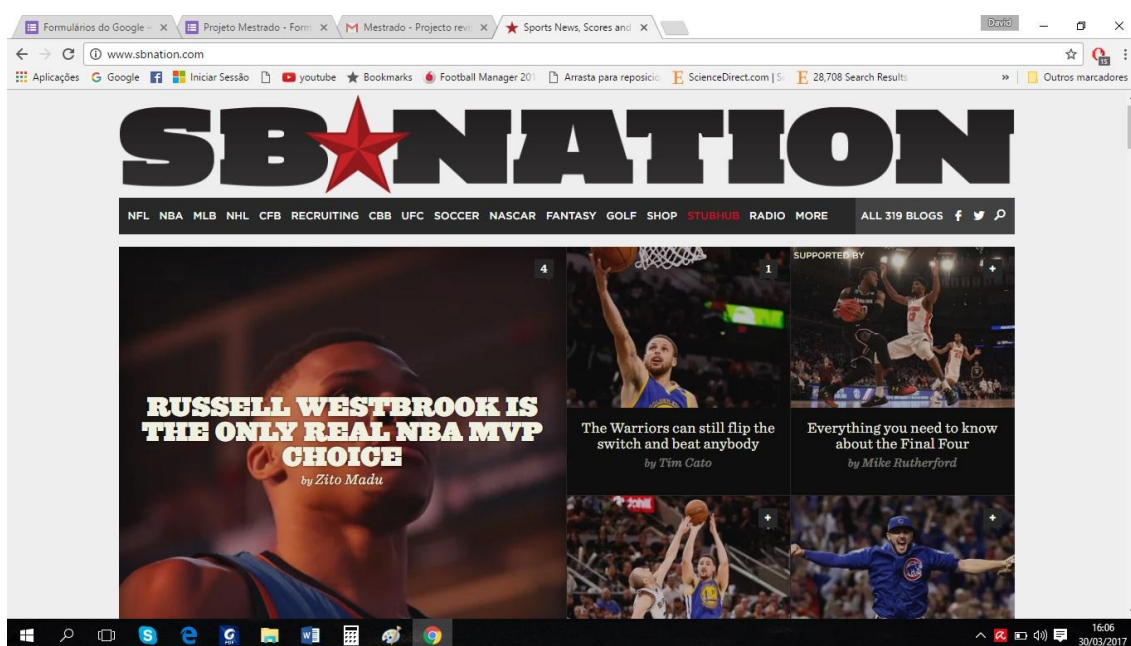 Formulários do Google –
Projeto Mestrado - Form
Mestrado - Projecto revi
Sports News, Scores and
David
www.sbnation.com
15
Aplicações Google Iniciar Sessão youtube Bookmarks Football Manager 201 Arrasta para reposicio ScienceDirect.com | S 28,708 Search Results » Outros marcadores
SB NATION
NFL NBA MLB NHL CFB RECRUITING CBB UFC SOCCER NASCAR FANTASY GOLF SHOP STUBHUB RADIO MORE ALL 319 BLOGS
4
RUSSELL WESTBROOK IS
THE ONLY REAL NBA MVP
CHOICE
by Zito Madu
1
The Warriors can still flip the
switch and beat anybody
by Tim Cato
SUPPORTED BY
+
Everything you need to know
about the Final Four
by Mike Rutherford
+
+
16:06
30/03/2017